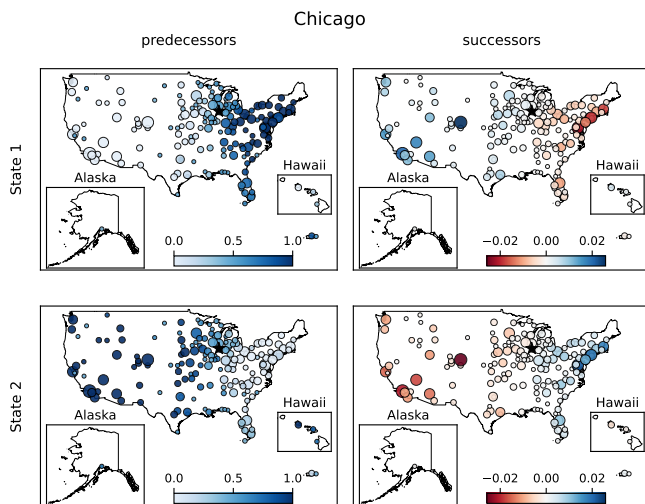 Chicago
predecessors
successors
State 1
Alaska
Hawaii
0.0 0.5 1.0
Alaska
Hawaii
−0.02 0.00 0.02
State 2
Alaska
Hawaii
0.0 0.5 1.0
Alaska
Hawaii
−0.02 0.00 0.02